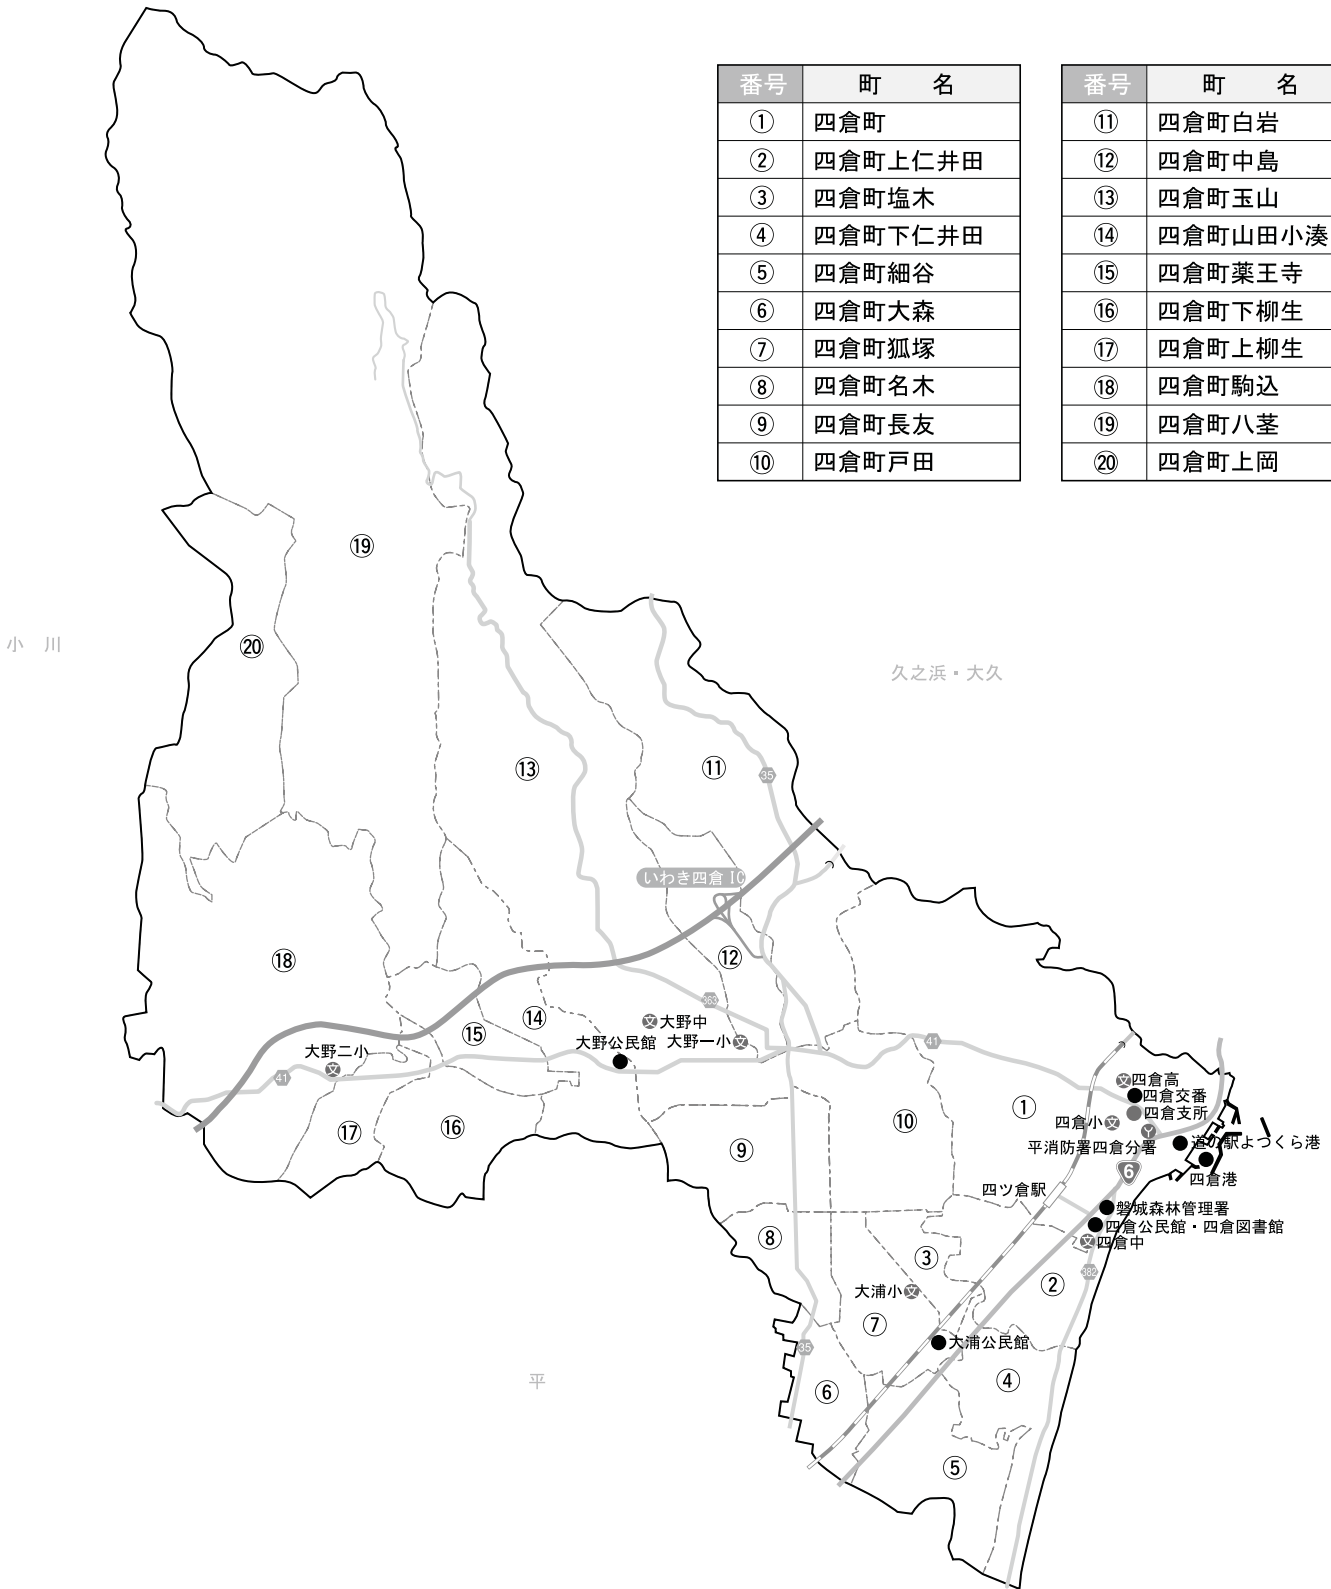 番号 町 名
① 四倉町
② 四倉町上仁井田
③ 四倉町塩木
④ 四倉町下仁井田
⑤ 四倉町細谷
⑥ 四倉町大森
⑦ 四倉町狐塚
⑧ 四倉町名木
⑨ 四倉町長友
⑩ 四倉町戸田
番号 町 名
⑪ 四倉町白岩
⑫ 四倉町中島
⑬ 四倉町玉山
⑭ 四倉町山田小湊
⑮ 四倉町薬王寺
⑯ 四倉町下柳生
⑰ 四倉町上柳生
⑱ 四倉町駒込
⑲ 四倉町八茎
⑳ 四倉町上岡
⑲
小 川
⑳
久之浜・大久
⑬
⑪
35
いわき四倉IC
⑱
⑫
363
⑭
文 大野中
⑮
大野公民館
大野一小 文
大野二小
文
41
41
⑰
⑯
⑨
⑩
①
文 四倉高
四倉交番
四倉支所
四倉小 文
平消防署四倉分署
Y
道の駅よつくら港
四倉港
6
四ツ倉駅
磐城森林管理署
四倉公民館・四倉図書館
文 四倉中
⑧
③
②
382
大浦小 文
⑦
大浦公民館
35
④
平
⑥
⑤